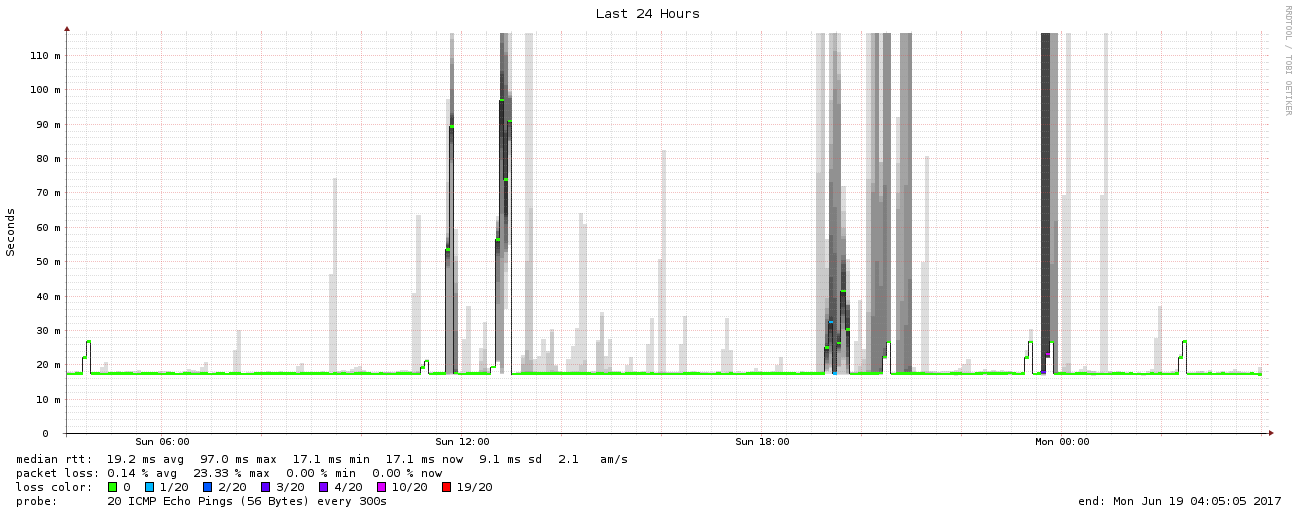 Last 24 Hours
RRDTOOL / TOBI OETIKER
Seconds
110 m
100 m
90 m
80 m
70 m
60 m
50 m
40 m
30 m
20 m
10 m
0
Sun 06:00 Sun 12:00 Sun 18:00 Mon 00:00
median rtt: 19.2 ms avg 97.0 ms max 17.1 ms min 17.1 ms now 9.1 ms sd 2.1 am/s
packet loss: 0.14 % avg 23.33 % max 0.00 % min 0.00 % now
loss color: 0 1/20 2/20 3/20 4/20 10/20 19/20
probe: 20 ICMP Echo Pings (56 Bytes) every 300s end: Mon Jun 19 04:05:05 2017